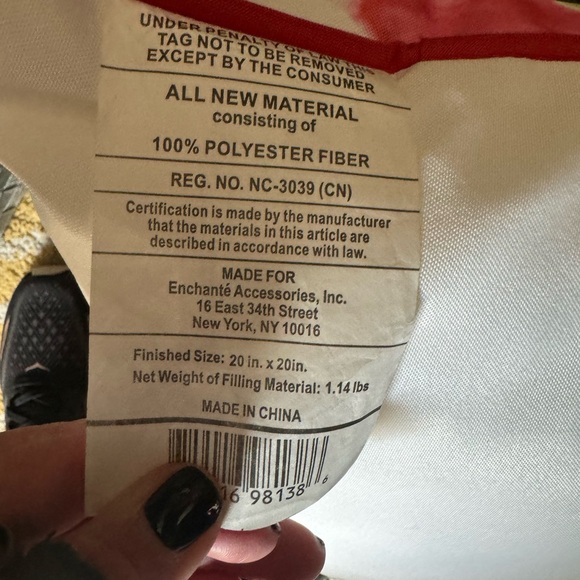 UNDER PENALTY OF LAW THIS
TAG NOT TO BE REMOVED
EXCEPT BY THE CONSUMER
ALL NEW MATERIAL
consisting of
100% POLYESTER FIBER
REG. NO. NC-3039 (CN)
Certification is made by the manufacturer
that the materials in this article are
described in accordance with law.
MADE FOR
Enchanté Accessories, Inc.
16 East 34th Street
New York, NY 10016
Finished Size: 20 in. x 20in.
Net Weight of Filling Material: 1.14 lbs
MADE IN CHINA
16 98138 6